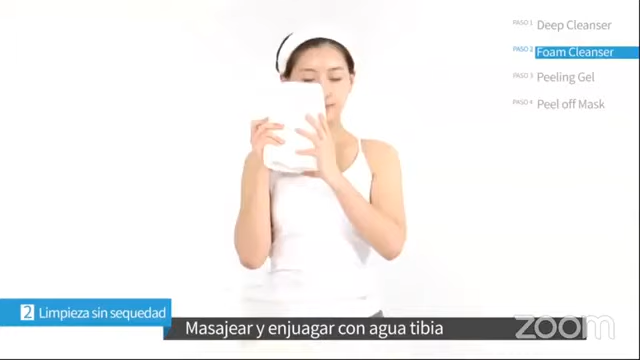 PASO 1 Deep Cleanser
PASO 2 Foam Cleanser
PASO 3 Peeling Gel
PASO 4 Peel off Mask
2 Limpieza sin sequedad
Masajear y enjuagar con agua tibia
zoom